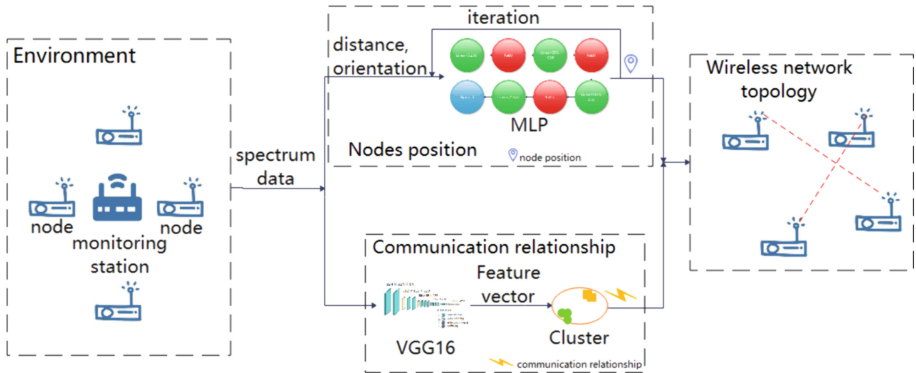 Environment
node
node
monitoring
station
spectrum
data
iteration
distance,
orientation
MLP
Nodes position
node position
Communication relationship
Feature
vector
VGG16
Cluster
communication relationship
Wireless network
topology